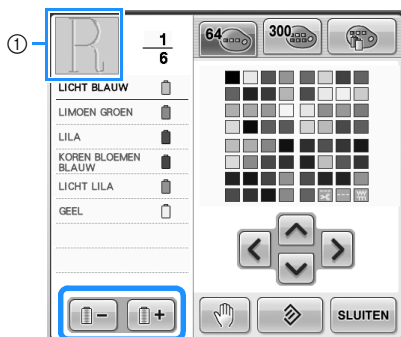 ①
R
1
6
64
300
LICHT BLAUW
LIMOEN GROEN
LILA
KOREN BLOEMEN
BLAUW
LICHT LILA
GEEL
−
+
SLUITEN